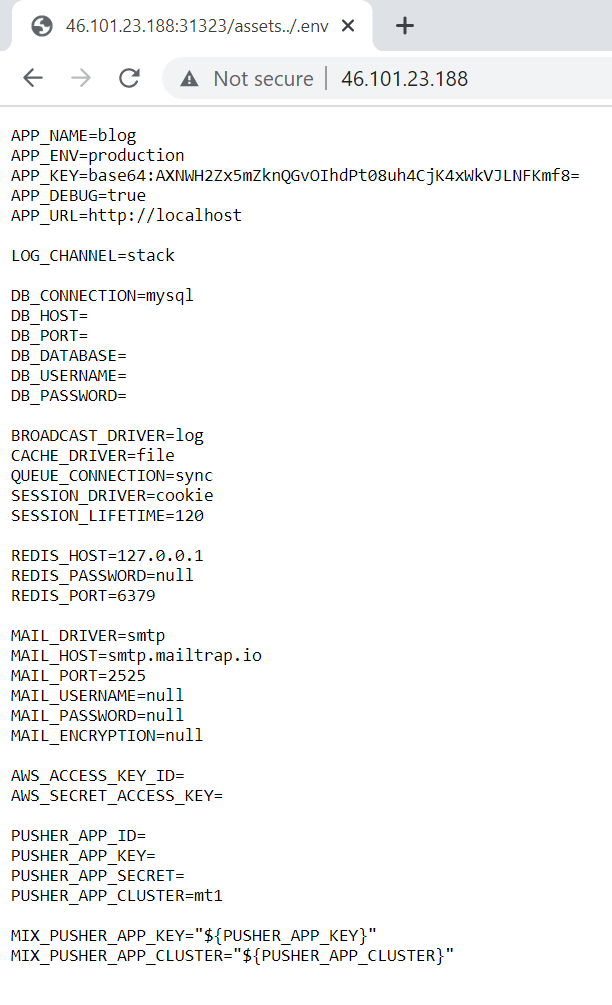 46.101.23.188:31323/assets../.env
Not secure | 46.101.23.188
APP_NAME=blog
APP_ENV=production
APP_KEY=base64:AXNWH2Zx5mZknQGvOIhdPt08uh4CjK4xWkVJLNFKmf8=
APP_DEBUG=true
APP_URL=http://localhost
LOG_CHANNEL=stack
DB_CONNECTION=mysql
DB_HOST=
DB_PORT=
DB_DATABASE=
DB_USERNAME=
DB_PASSWORD=
BROADCAST_DRIVER=log
CACHE_DRIVER=file
QUEUE_CONNECTION=sync
SESSION_DRIVER=cookie
SESSION_LIFETIME=120
REDIS_HOST=127.0.0.1
REDIS_PASSWORD=null
REDIS_PORT=6379
MAIL_DRIVER=smtp
MAIL_HOST=smtp.mailtrap.io
MAIL_PORT=2525
MAIL_USERNAME=null
MAIL_PASSWORD=null
MAIL_ENCRYPTION=null
AWS_ACCESS_KEY_ID=
AWS_SECRET_ACCESS_KEY=
PUSHER_APP_ID=
PUSHER_APP_KEY=
PUSHER_APP_SECRET=
PUSHER_APP_CLUSTER=mt1
MIX_PUSHER_APP_KEY="${PUSHER_APP_KEY}"
MIX_PUSHER_APP_CLUSTER="${PUSHER_APP_CLUSTER}"